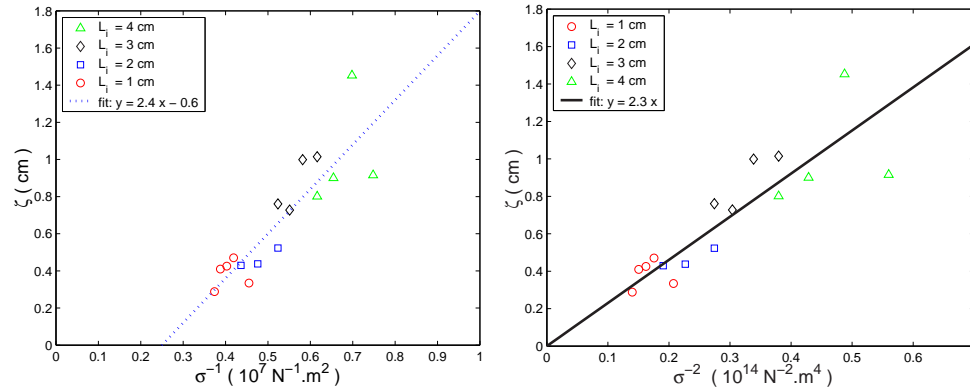 1.8
1.6
1.4
1.2
1
0.8
0.6
0.4
0.2
0
ζ ( cm )
L_i = 4 cm
L_i = 3 cm
L_i = 2 cm
L_i = 1 cm
fit: y = 2.4 x − 0.6
0 0.1 0.2 0.3 0.4 0.5 0.6 0.7 0.8 0.9 1
σ^-1 ( 10^7 N^-1.m^2 )
1.8
1.6
1.4
1.2
1
0.8
0.6
0.4
0.2
0
ζ ( cm )
L_i = 1 cm
L_i = 2 cm
L_i = 3 cm
L_i = 4 cm
fit: y = 2.3 x
0 0.1 0.2 0.3 0.4 0.5 0.6
σ^-2 ( 10^14 N^-2.m^4 )